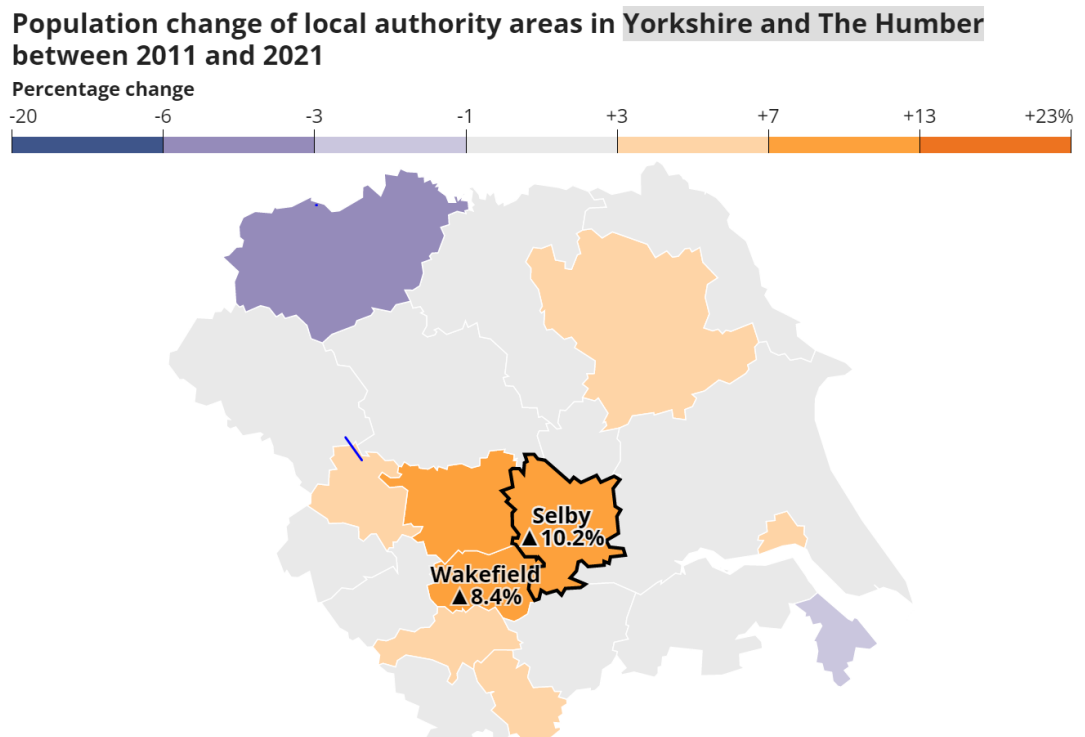 Population change of local authority areas in Yorkshire and The Humber
between 2011 and 2021
Percentage change
-20 -6 -3 -1 +3 +7 +13 +23%
Selby
▲10.2%
Wakefield
▲8.4%